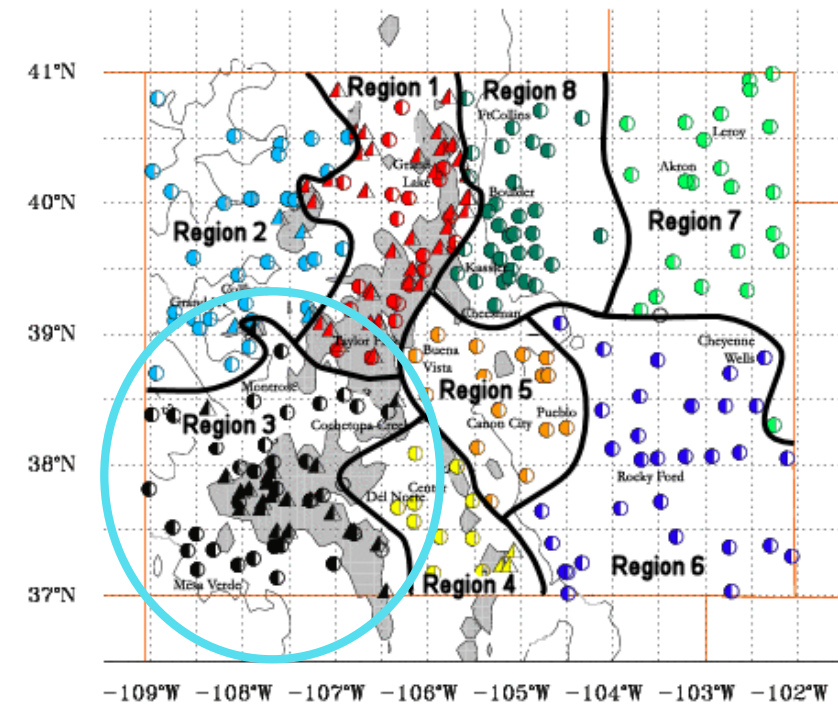 41°N
Region 1
Region 8
FtCollins
Leroy
Grand
Lake
Akron
40°N
Boulder
Region 2
Region 7
Kassler
Grand
Cheesman
39°N
Taylor
Buena
Vista
Cheyenne
Wells
Montrose
Region 5
Region 3
Pueblo
Cochetopa Creek
Canon City
38°N
Rocky Ford
Center
Del Norte
Region 6
Mesa Verde
Region 4
37°N
-109°W -108°W -107°W -106°W -105°W -104°W -103°W -102°W